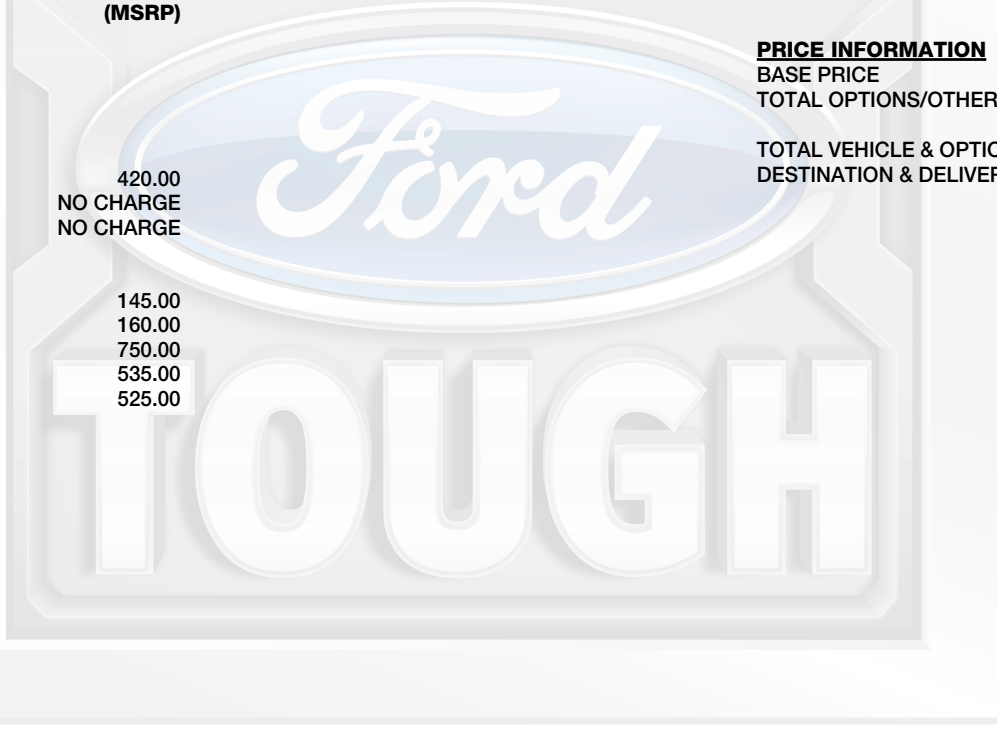 (MSRP)
420.00
NO CHARGE
NO CHARGE
145.00
160.00
750.00
535.00
525.00
PRICE INFORMATION
BASE PRICE
TOTAL OPTIONS/OTHER
TOTAL VEHICLE & OPTIO
DESTINATION & DELIVER
Ford
TOUGH